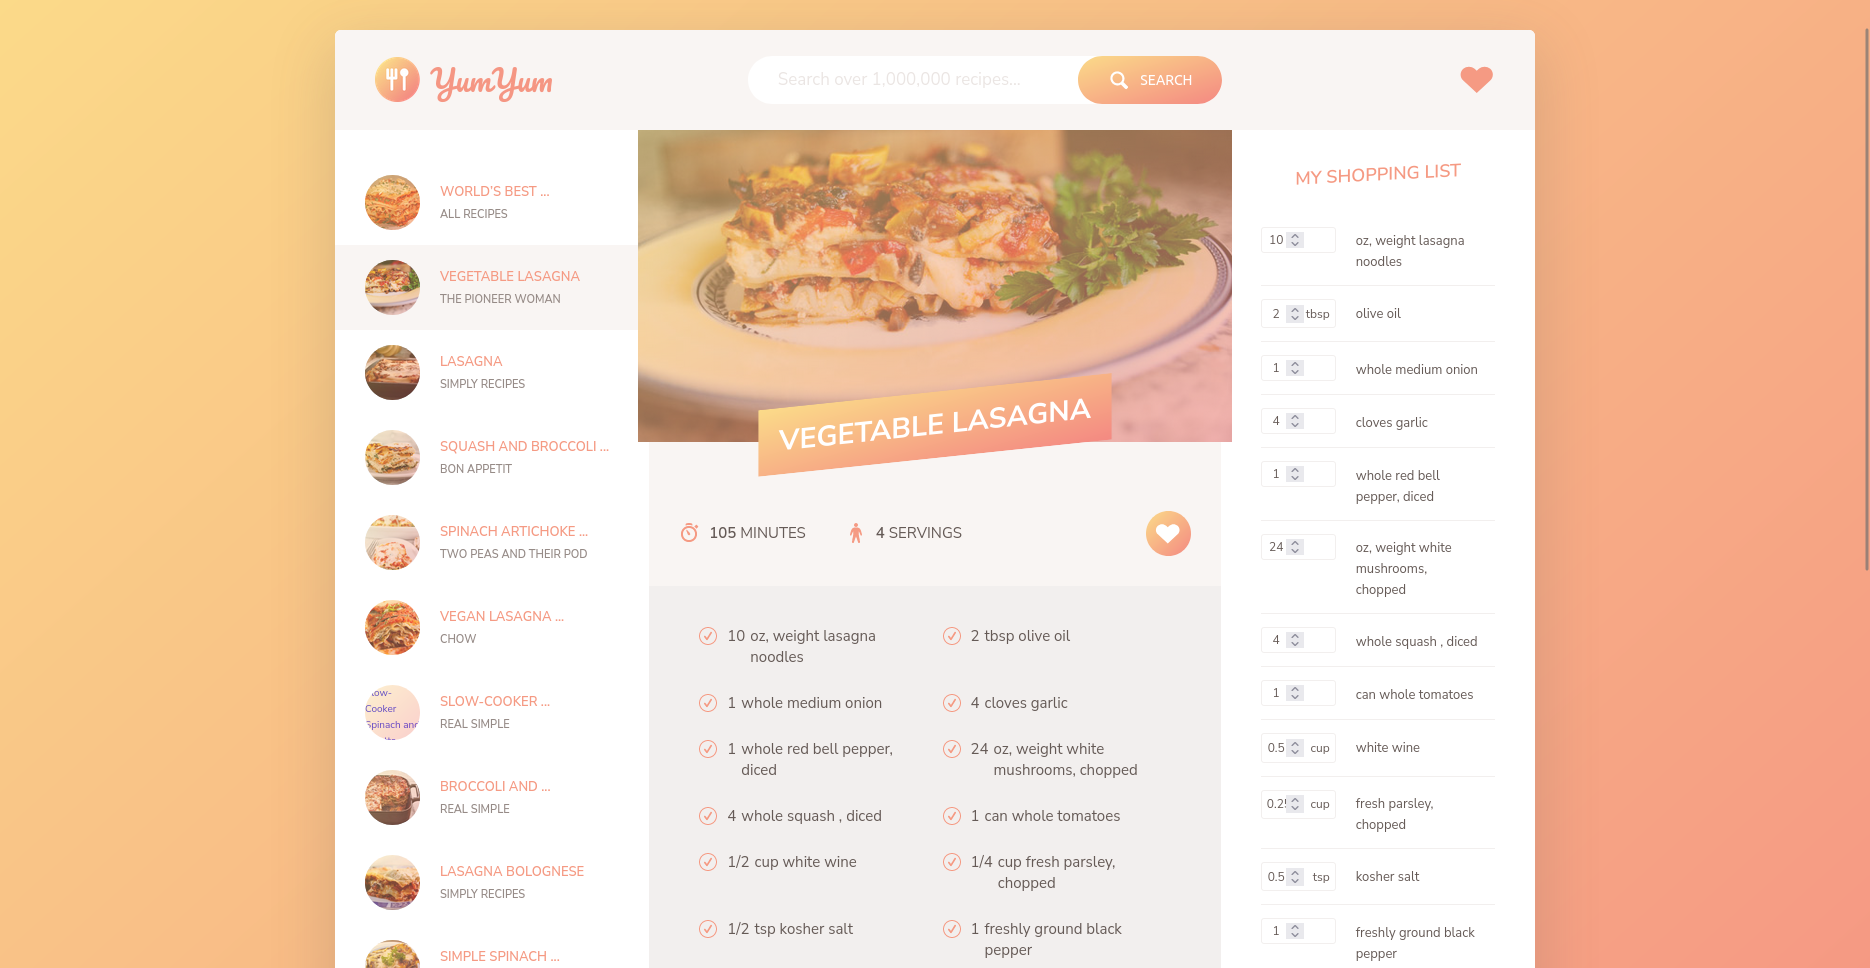 YumYum
Search over 1,000,000 recipes...
SEARCH
WORLD'S BEST ...
ALL RECIPES
VEGETABLE LASAGNA
THE PIONEER WOMAN
LASAGNA
SIMPLY RECIPES
SQUASH AND BROCCOLI ...
BON APPETIT
SPINACH ARTICHOKE ...
TWO PEAS AND THEIR POD
VEGAN LASAGNA ...
CHOW
Cooker
Spinach and
SLOW-COOKER ...
REAL SIMPLE
BROCCOLI AND ...
REAL SIMPLE
LASAGNA BOLOGNESE
SIMPLY RECIPES
SIMPLE SPINACH ...
VEGETABLE LASAGNA
105 MINUTES
4 SERVINGS
10 oz, weight lasagna
noodles
2 tbsp olive oil
1 whole medium onion
4 cloves garlic
1 whole red bell pepper,
diced
24 oz, weight white
mushrooms, chopped
4 whole squash , diced
1 can whole tomatoes
1/2 cup white wine
1/4 cup fresh parsley,
chopped
1/2 tsp kosher salt
1 freshly ground black
pepper
MY SHOPPING LIST
10 oz, weight lasagna
noodles
2 tbsp olive oil
1 whole medium onion
4 cloves garlic
1 whole red bell
pepper, diced
24 oz, weight white
mushrooms,
chopped
4 whole squash , diced
1 can whole tomatoes
0.5 cup white wine
0.2 cup fresh parsley,
chopped
0.5 tsp kosher salt
1 freshly ground black
pepper